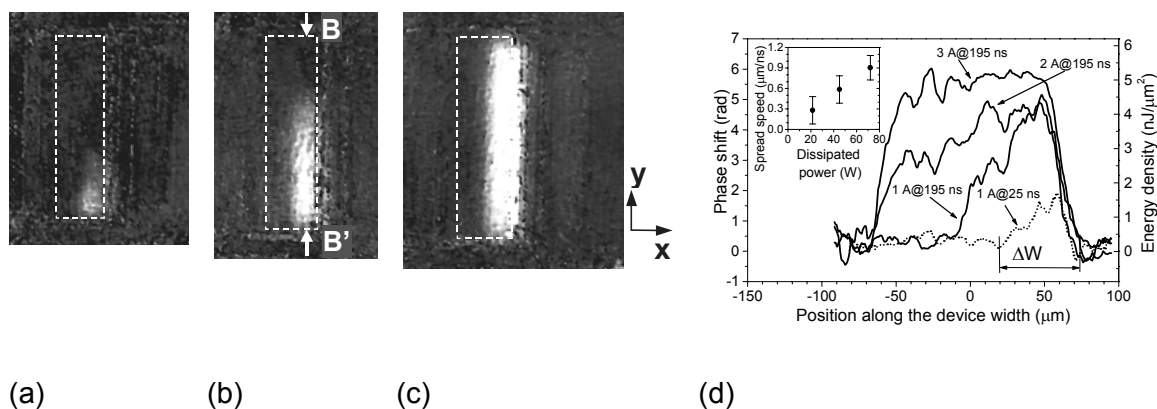 B
B'
y
x
7
6
5
4
3
2
1
0
-1
Phase shift (rad)
1.2
0.9
0.6
0.3
0.0
Spread speed (μm/ns)
0 20 40 60 80
Dissipated
power (W)
3 A@195 ns
2 A@195 ns
1 A@195 ns
1 A@25 ns
ΔW
6
5
4
3
2
1
0
Energy density (nJ/μm²)
-150 -100 -50 0 50 100
Position along the device width (μm)
(a) (b) (c) (d)